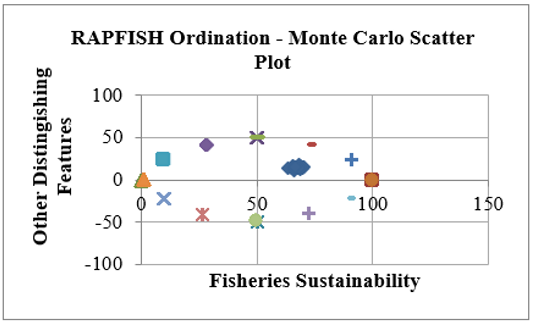 RAPFISH Ordination - Monte Carlo Scatter
Plot
Other Distingishing
Features
100
50
0
-50
-100
0 50 100 150
Fisheries Sustainability